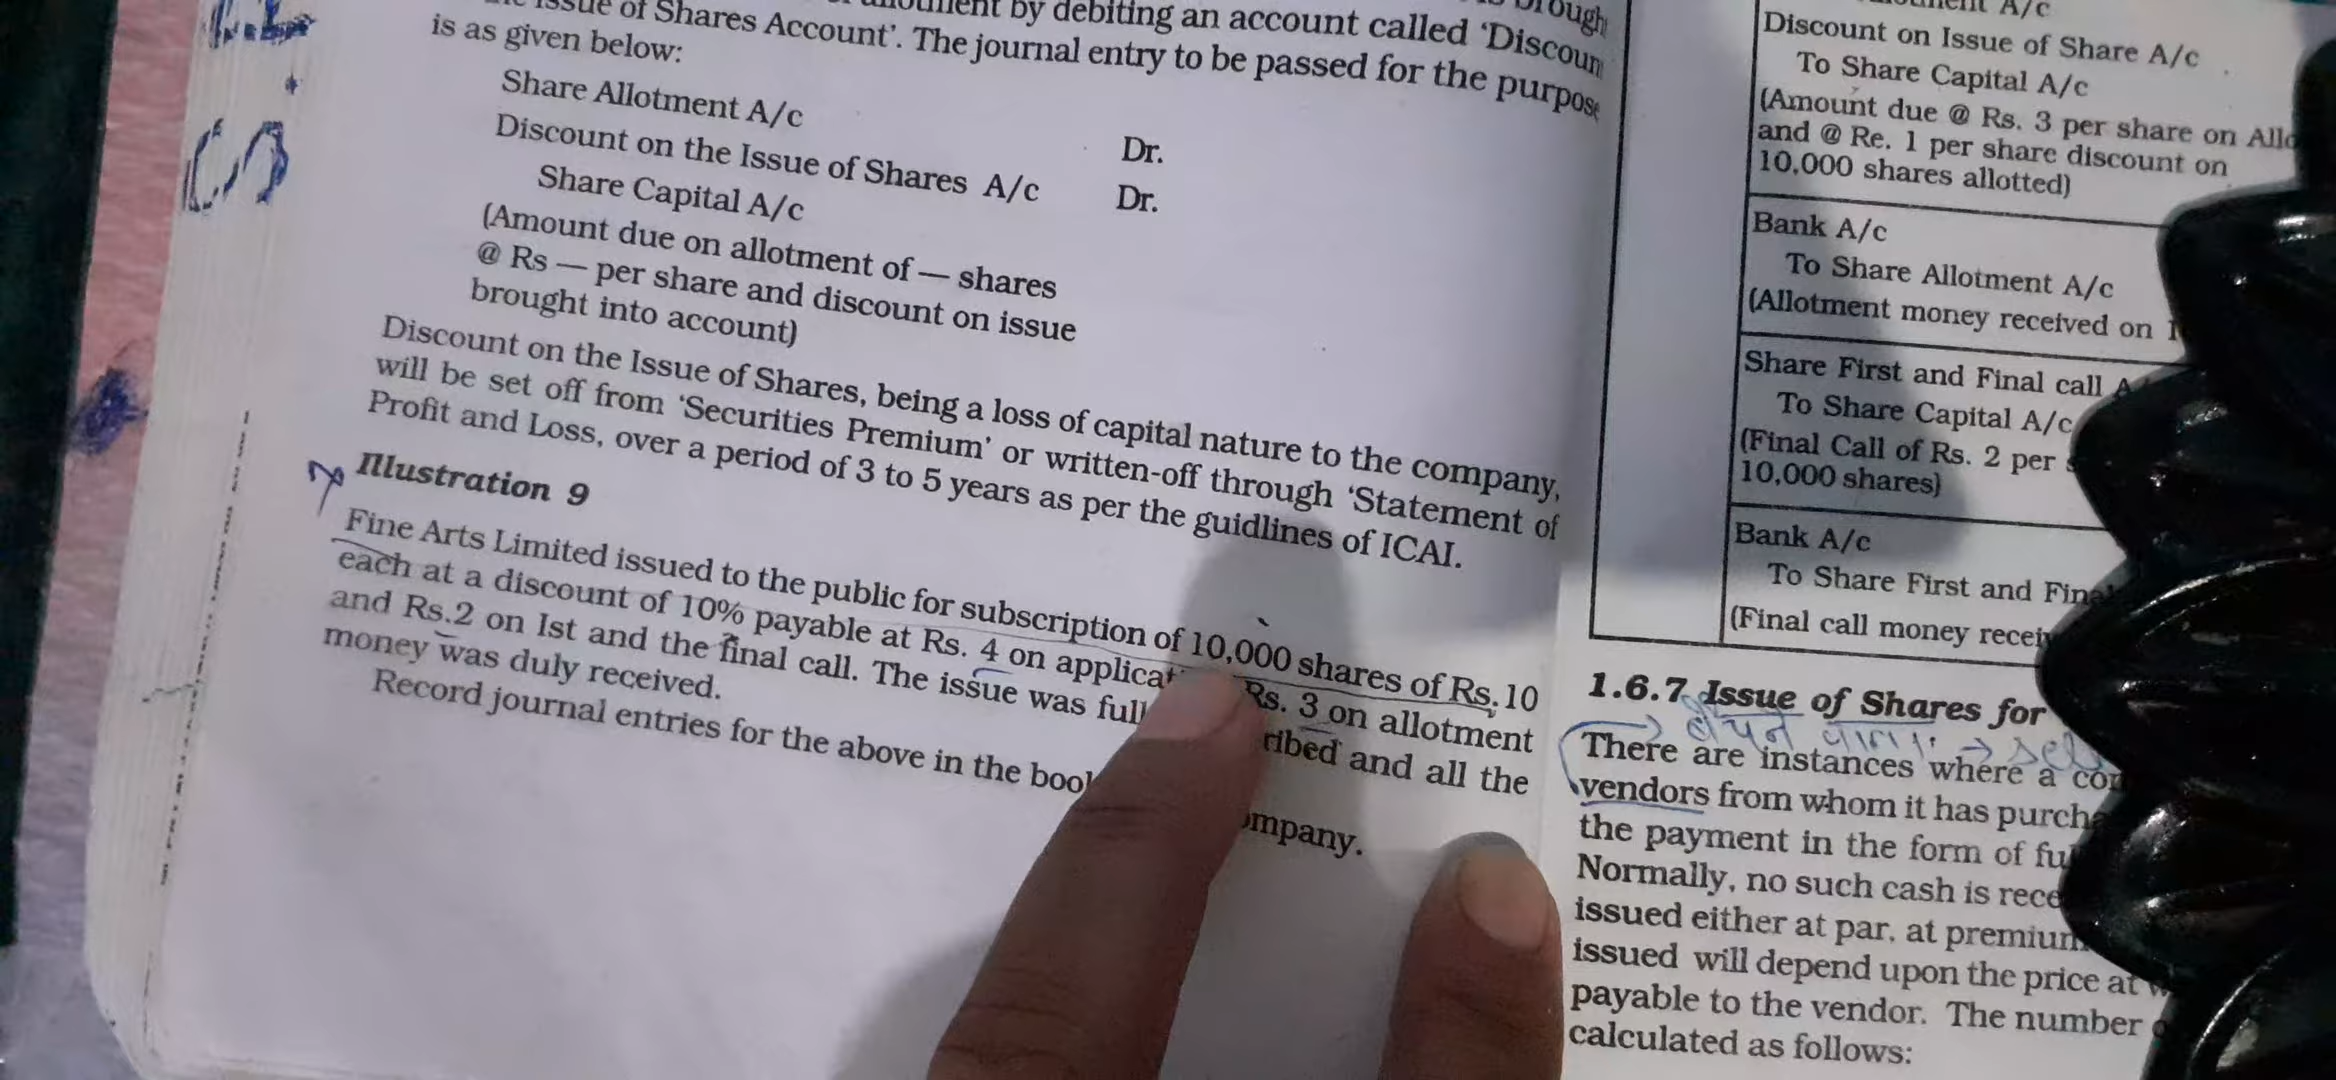 issue of Shares Account'. The journal entry to be passed for the purpose
by debiting an account called 'Discoun
is as given below:
Share Allotment A/c Dr.
Discount on the Issue of Shares A/c Dr.
Share Capital A/c
(Amount due on allotment of — shares
@ Rs — per share and discount on issue
brought into account)
Discount on the Issue of Shares, being a loss of capital nature to the company,
will be set off from 'Securities Premium' or written-off through 'Statement of
Profit and Loss, over a period of 3 to 5 years as per the guidlines of ICAI.
Illustration 9
Fine Arts Limited issued to the public for subscription of 10,000 shares of Rs.10
each at a discount of 10% payable at Rs. 4 on applicat Rs. 3 on allotment
and Rs.2 on Ist and the final call. The issue was full ribed and all the
money was duly received.
Record journal entries for the above in the boo ompany.
A/c
Discount on Issue of Share A/c
To Share Capital A/c
(Amount due @ Rs. 3 per share on Allo
and @ Re. 1 per share discount on
10,000 shares allotted)
Bank A/c
To Share Allotment A/c
(Allotment money received on 1
Share First and Final call A
To Share Capital A/c
(Final Call of Rs. 2 per s
10,000 shares)
Bank A/c
To Share First and Final
(Final call money receiv
1.6.7 Issue of Shares for
There are instances where a con
vendors from whom it has purcha
the payment in the form of ful
Normally, no such cash is rece
issued either at par, at premium
issued will depend upon the price at w
payable to the vendor. The number o
calculated as follows: